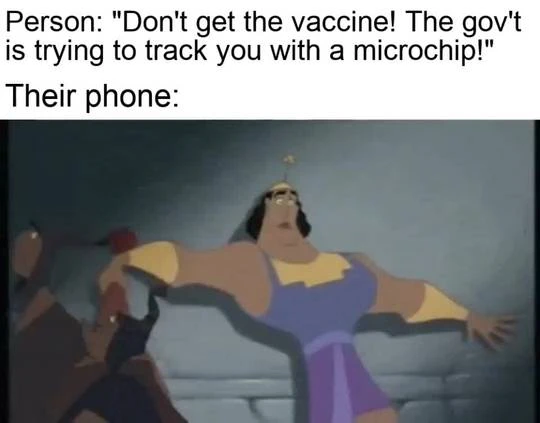 Person: "Don't get the vaccine! The gov't
is trying to track you with a microchip!"
Their phone: